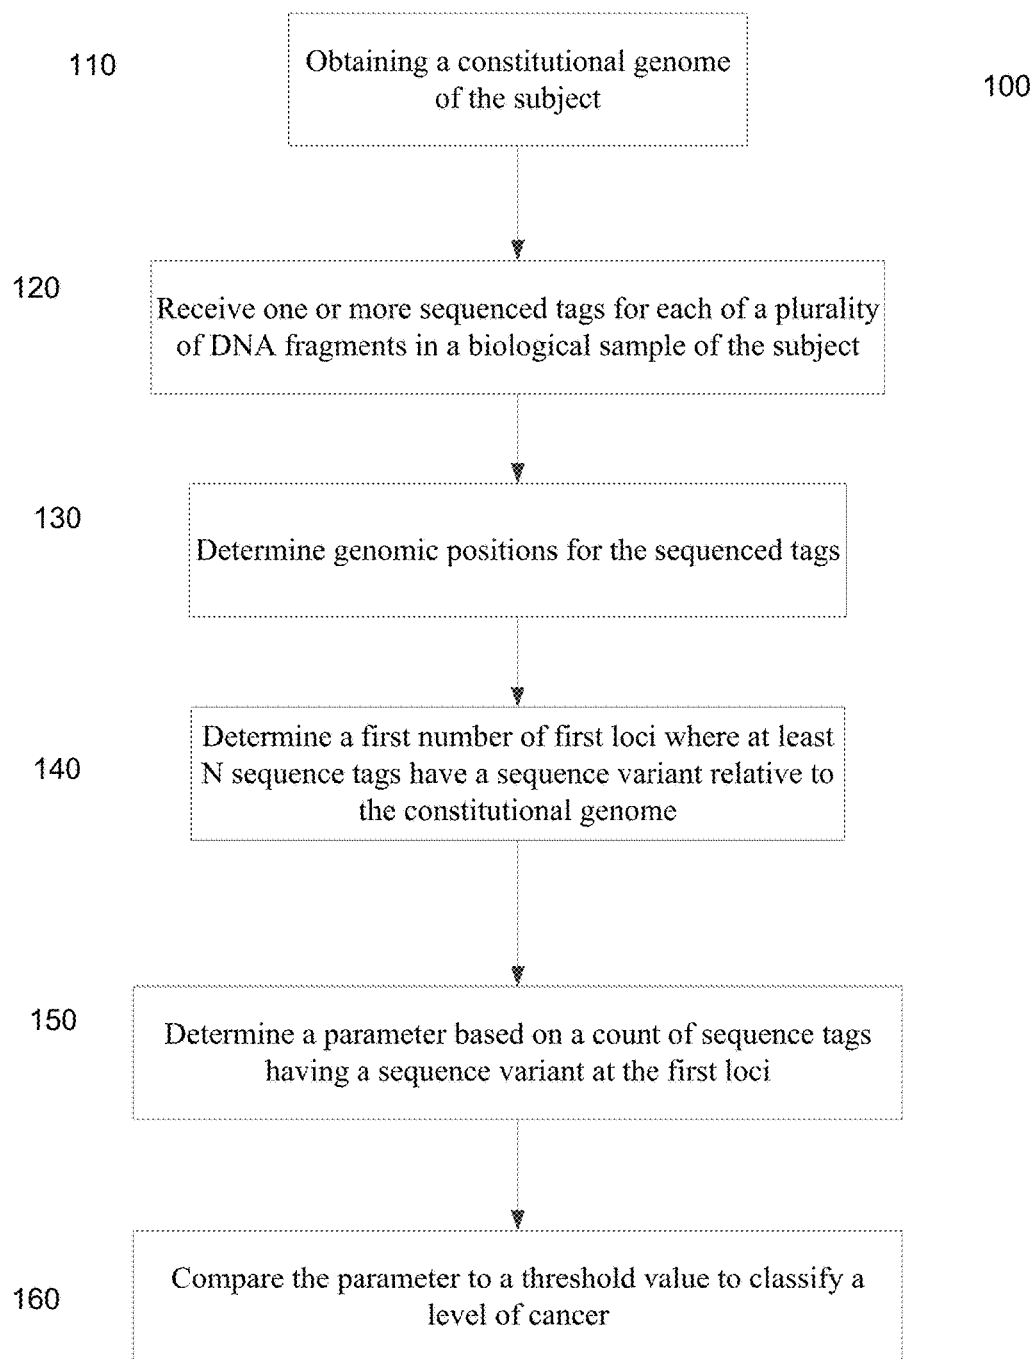 110
Obtaining a constitutional genome
of the subject
100
120
Receive one or more sequenced tags for each of a plurality
of DNA fragments in a biological sample of the subject
130
Determine genomic positions for the sequenced tags
140
Determine a first number of first loci where at least
N sequence tags have a sequence variant relative to
the constitutional genome
150
Determine a parameter based on a count of sequence tags
having a sequence variant at the first loci
160
Compare the parameter to a threshold value to classify a
level of cancer